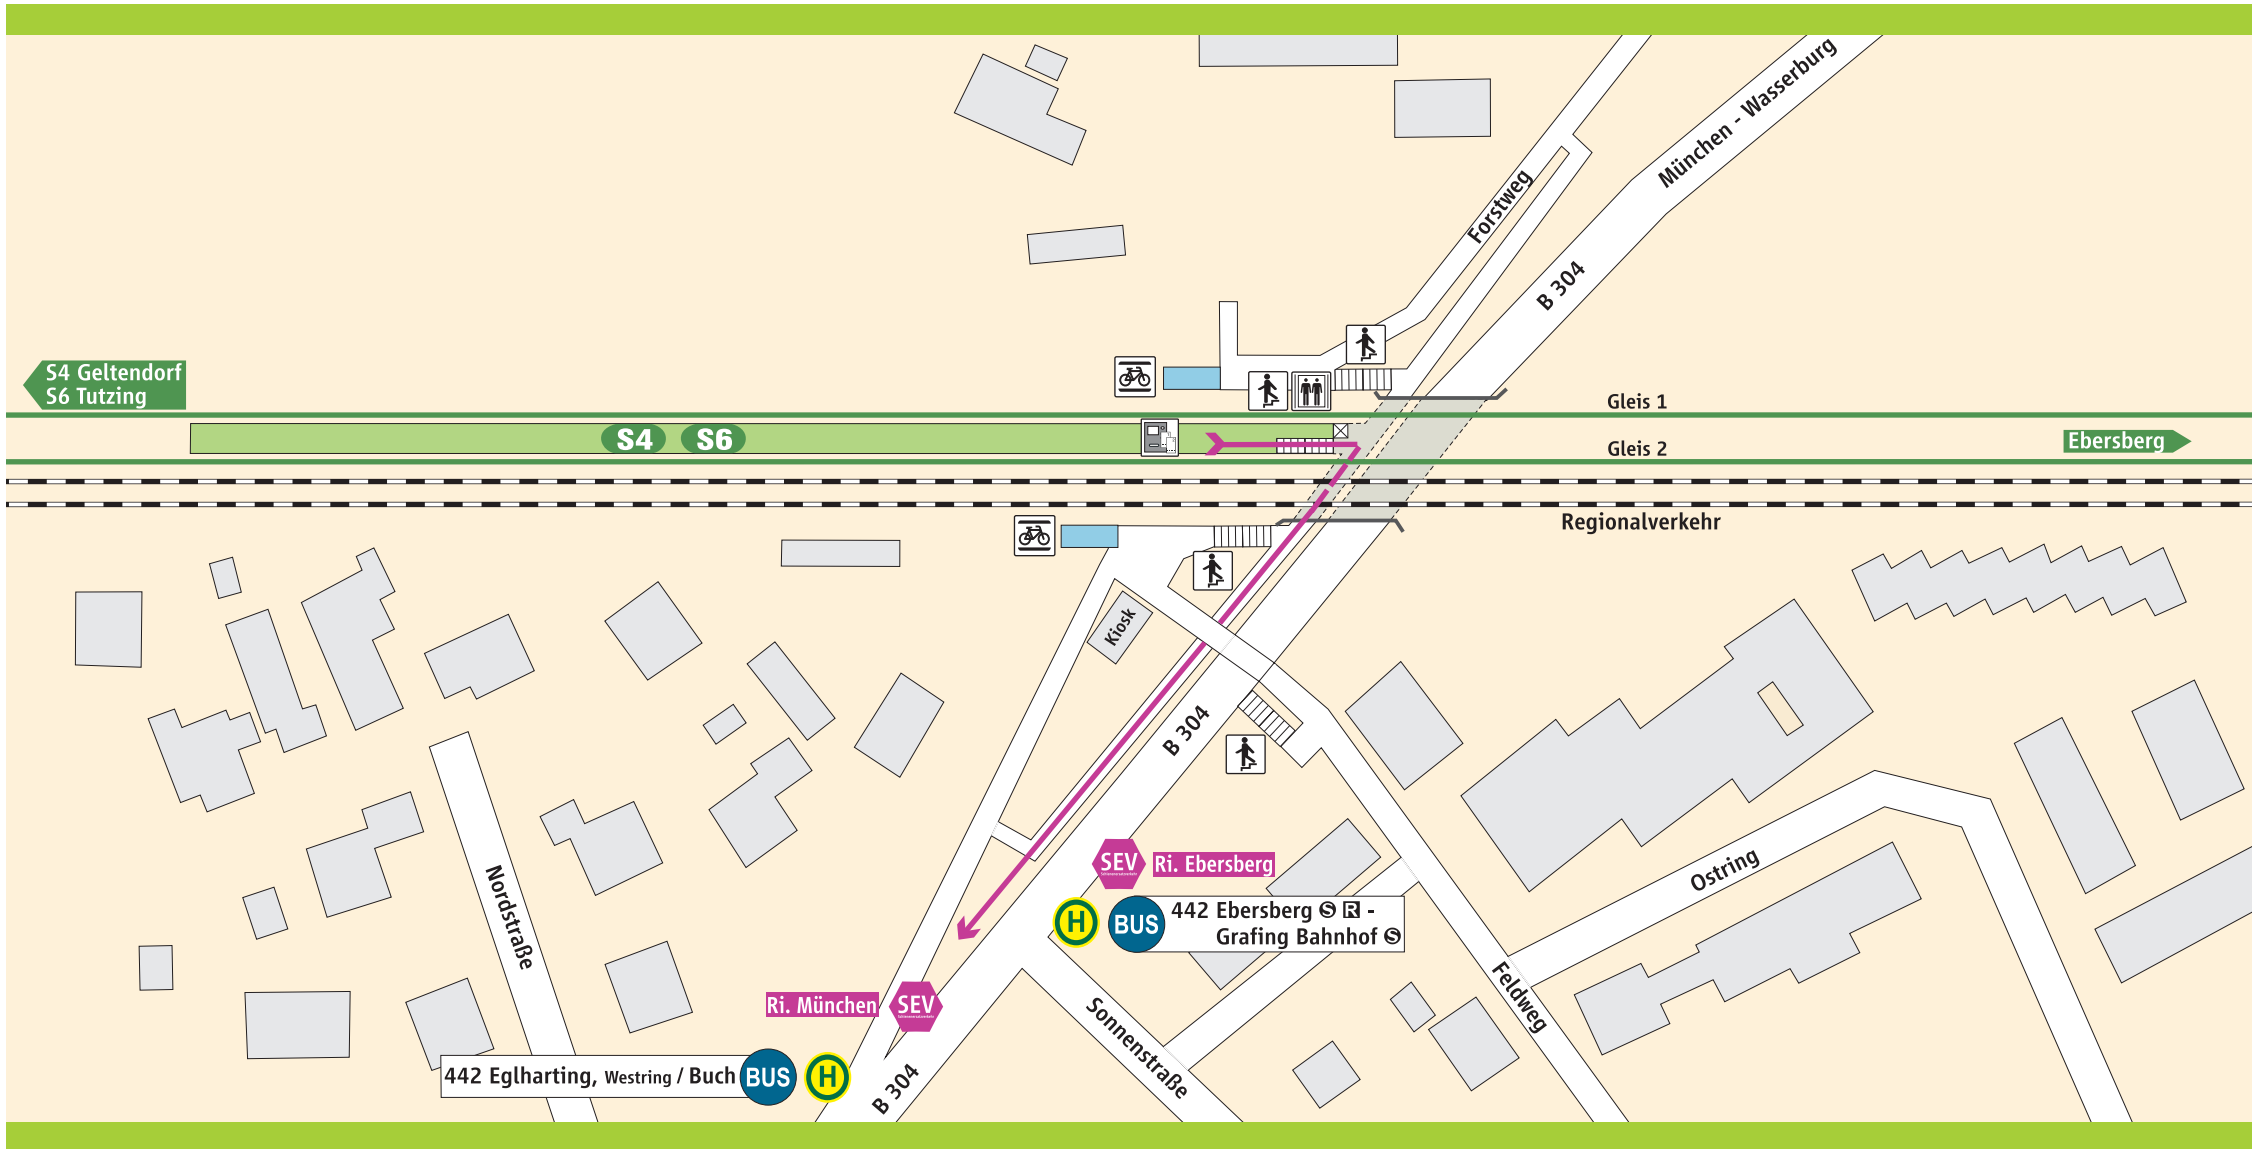 München - Wasserburg
Forstweg
B 304
S4 Geltendorf
S6 Tutzing
Gleis 1
S4 S6
Gleis 2
Ebersberg
Regionalverkehr
Kiosk
B 304
SEV Ri. Ebersberg
Ostring
Nordstraße
H BUS 442 Ebersberg S R -
Grafing Bahnhof S
Feldweg
Ri. München SEV
Sonnenstraße
442 Eglharting, Westring / Buch BUS H
B 304